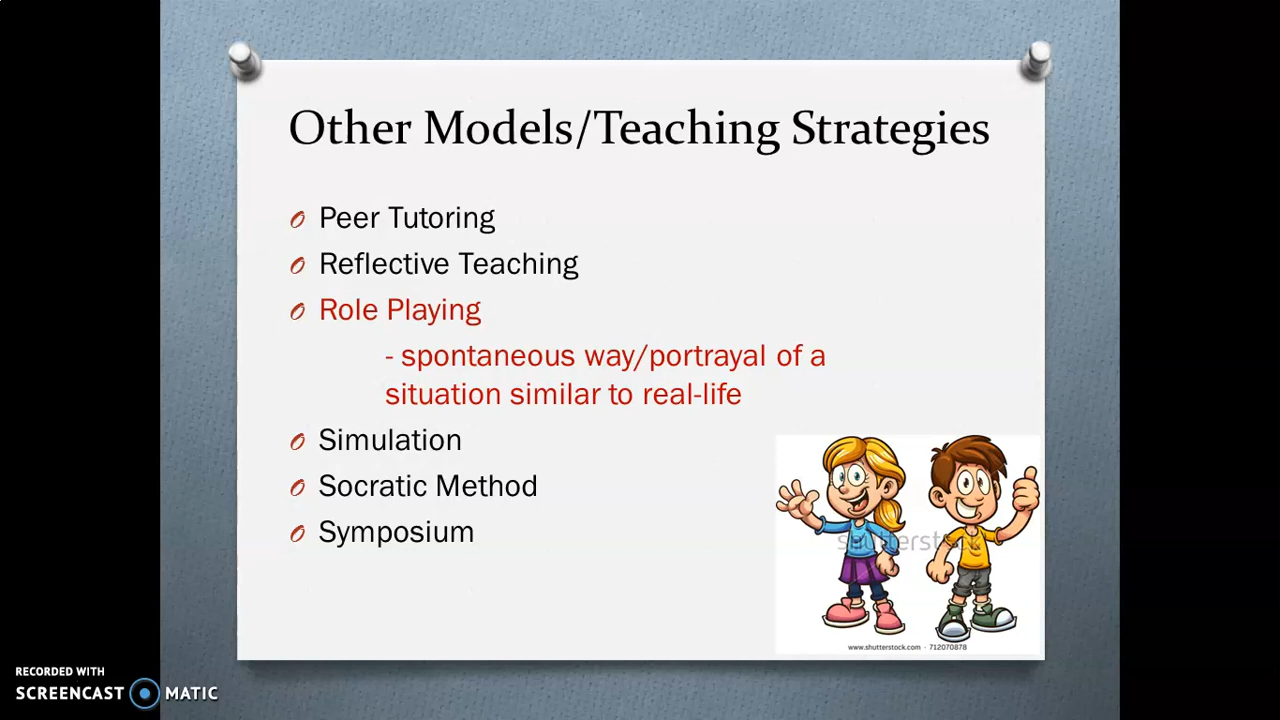 Other Models/Teaching Strategies
Peer Tutoring
Reflective Teaching
Role Playing
- spontaneous way/portrayal of a
situation similar to real-life
Simulation
Socratic Method
Symposium
shutterstock
www.shutterstock.com · 712070878
RECORDED WITH
SCREENCAST MATIC